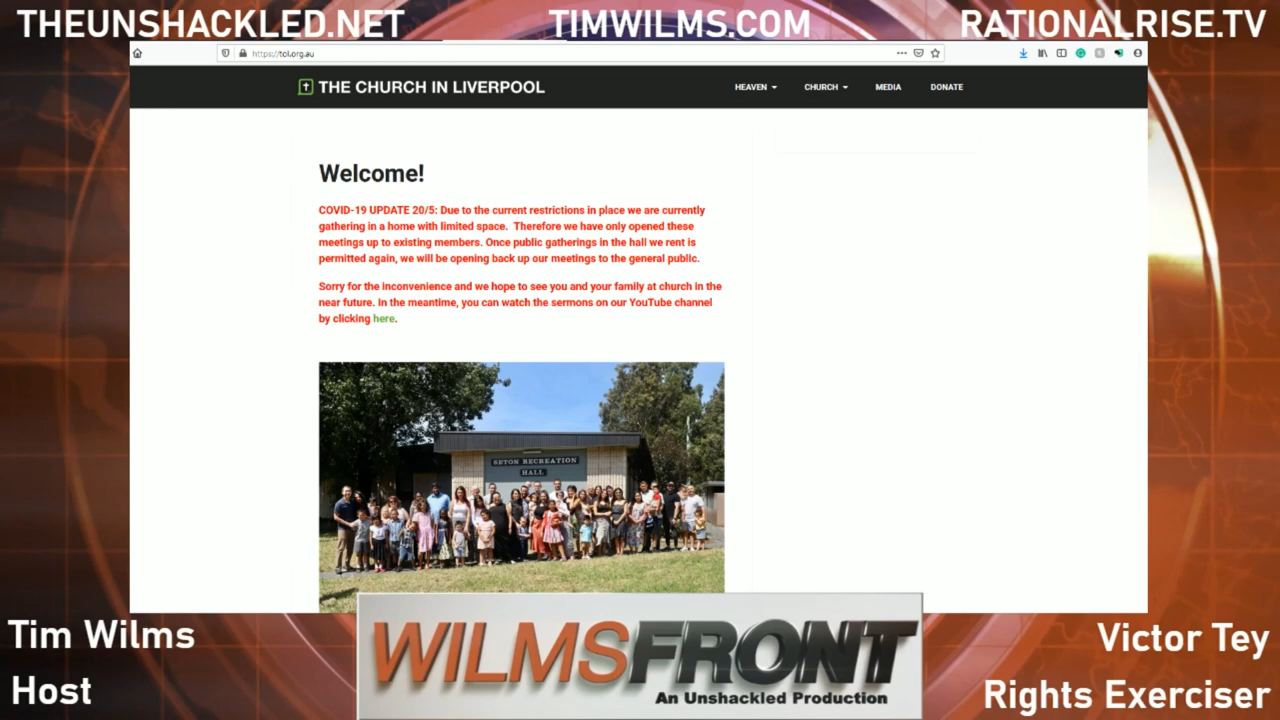 THEUNSHACKLED.NET
TIMWILMS.COM
RATIONALRISE.TV
https://tcl.org.au
THE CHURCH IN LIVERPOOL
HEAVEN
CHURCH
MEDIA
DONATE
Welcome!
COVID-19 UPDATE 20/5: Due to the current restrictions in place we are currently
gathering in a home with limited space. Therefore we have only opened these
meetings up to existing members. Once public gatherings in the hall we rent is
permitted again, we will be opening back up our meetings to the general public.
Sorry for the inconvenience and we hope to see you and your family at church in the
near future. In the meantime, you can watch the sermons on our YouTube channel
by clicking here.
SETON RECREATION
HALL
Tim Wilms
Host
WILMSFRONT
An Unshackled Production
Victor Tey
Rights Exerciser